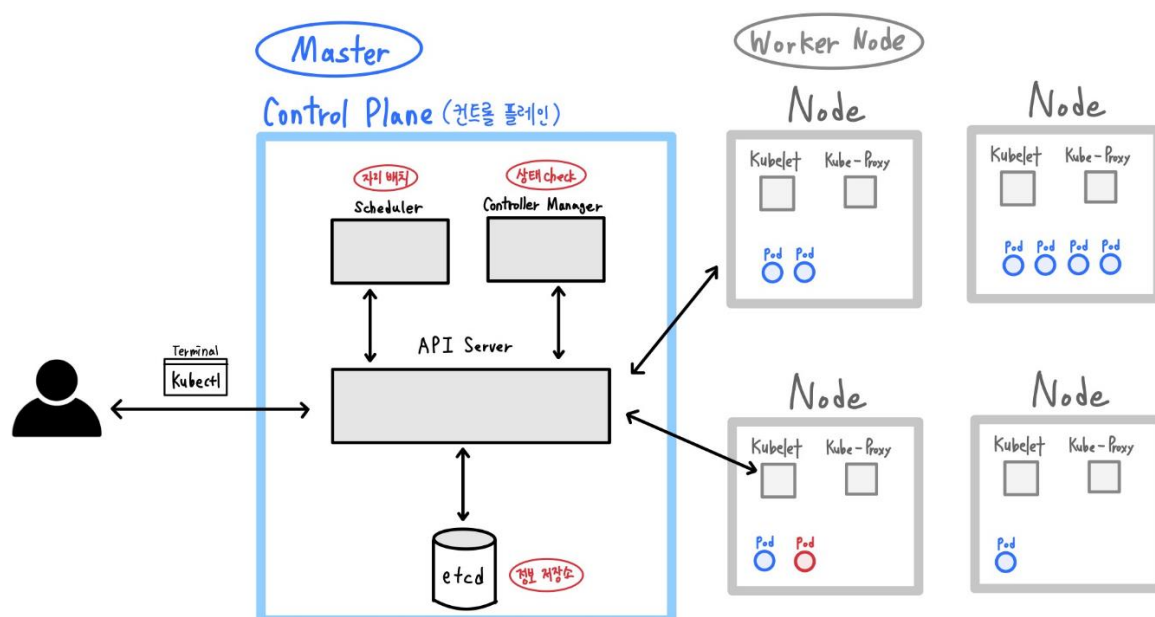 Master
Worker Node
Control Plane (컨트롤 플레인)
자리 배치
Scheduler
상태 check
Controller Manager
API Server
etcd
정보 저장소
Terminal
Kubectl
Node
Kubelet
Kube-Proxy
Pod
Pod
Node
Kubelet
Kube-Proxy
Pod
Pod
Pod
Pod
Node
Kubelet
Kube-Proxy
Pod
Pod
Node
Kubelet
Kube-Proxy
Pod